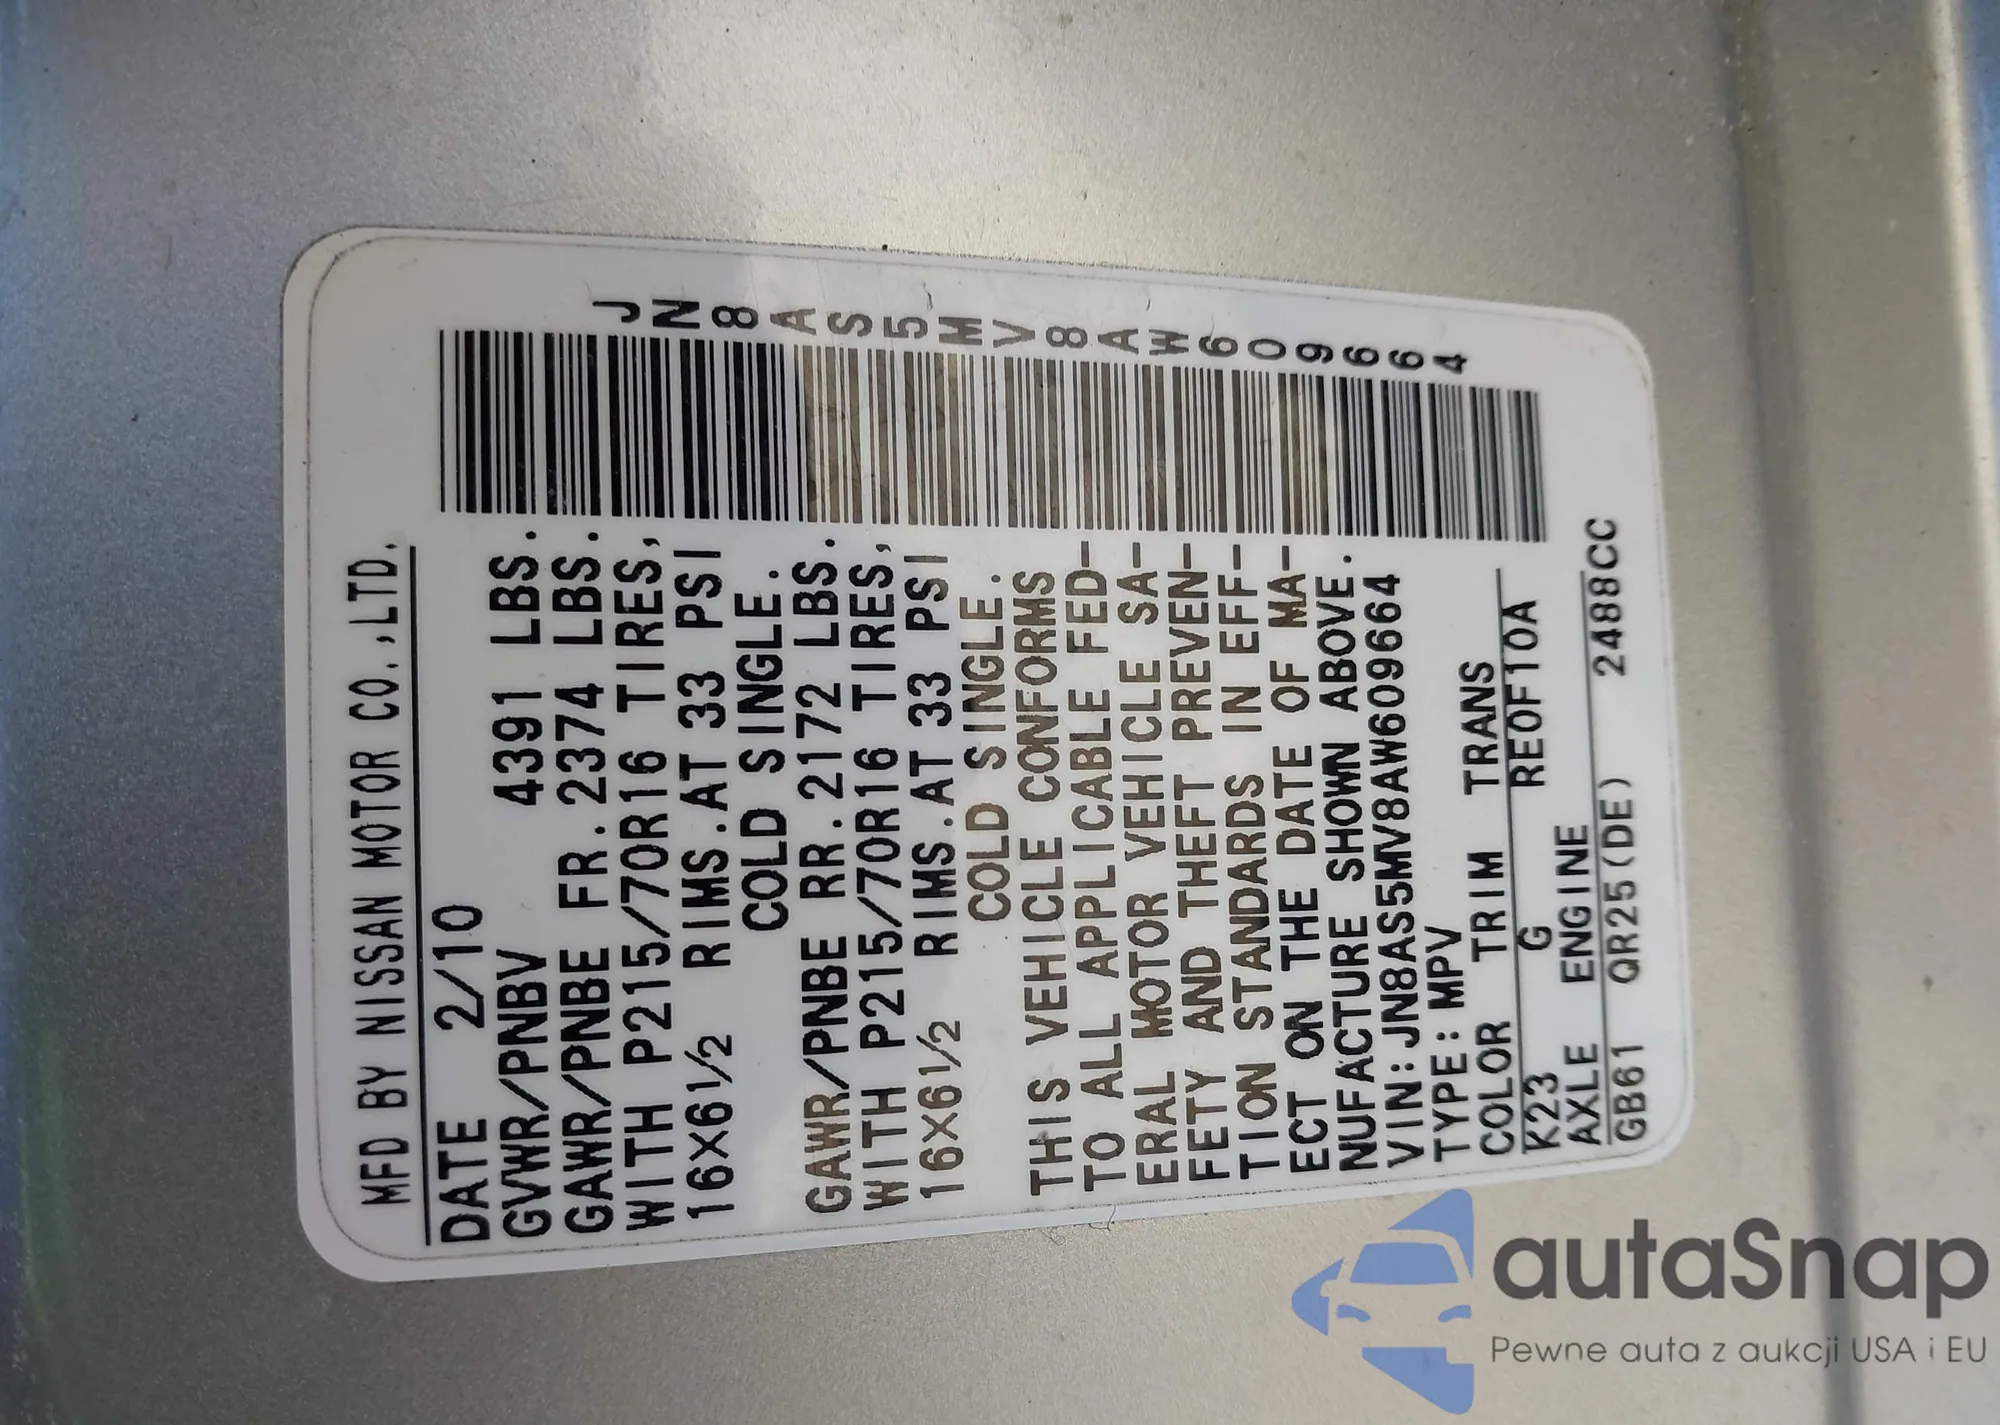 MFD BY NISSAN MOTOR CO.,LTD.
DATE 2/10
GVWR/PNBV 4391 LBS.
GAWR/PNBE FR.2374 LBS.
WITH P215/70R16 TIRES,
16X6½ RIMS.AT 33 PSI
COLD SINGLE.
GAWR/PNBE RR.2172 LBS.
WITH P215/70R16 TIRES,
16X6½ RIMS.AT 33 PSI
COLD SINGLE.
THIS VEHICLE CONFORMS
TO ALL APPLICABLE FED-
ERAL MOTOR VEHICLE SA-
FETY AND THEFT PREVEN-
TION STANDARDS IN EFF-
ECT ON THE DATE OF MA-
NUFACTURE SHOWN ABOVE.
VIN:JN8AS5MV8AW609664
TYPE:MPV
COLOR TRIM TRANS
K23 G RE0F10A
AXLE ENGINE
GB61 QR25(DE) 2488CC
JN8AS5MV8AW609664
autaSnap
Pewne auta z aukcji USA i EU